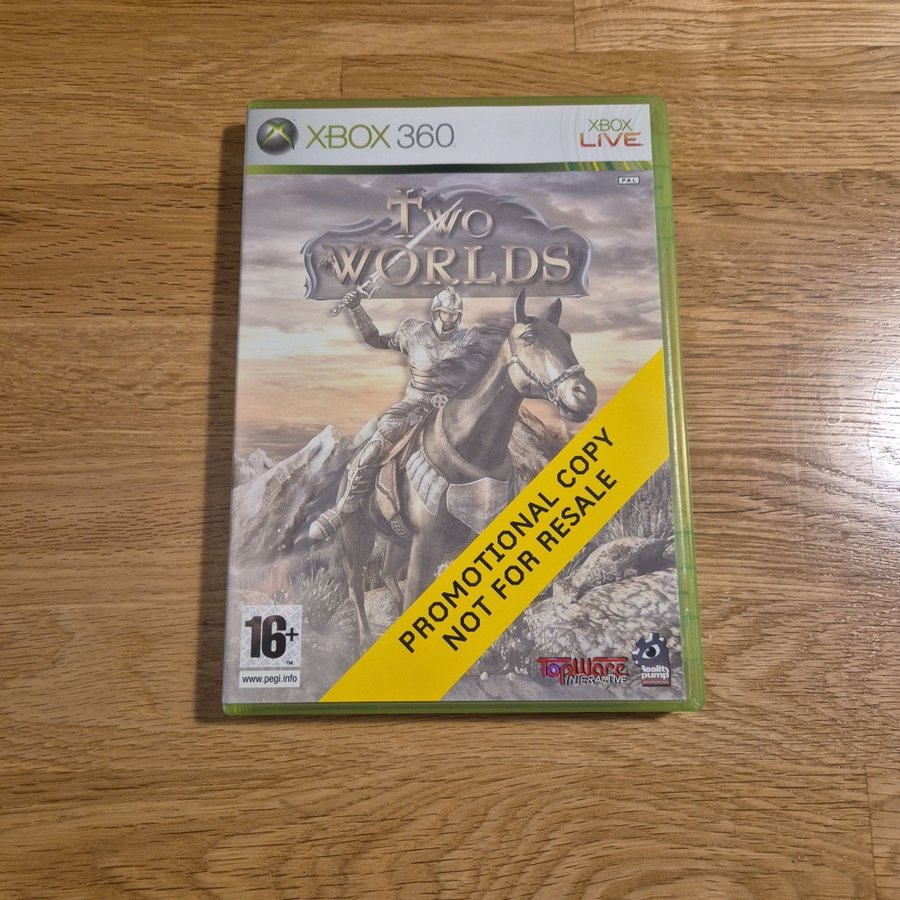 XBOX 360
XBOX
LIVE
PAL
TWO
WORLDS
PROMOTIONAL COPY
NOT FOR RESALE
16+
TM
www.pegi.info
TopWare
INTERACTIVE
Reality
pump